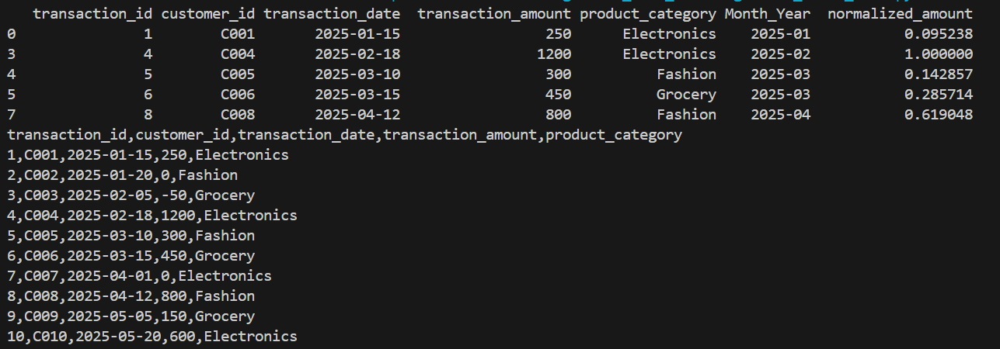 transaction_id customer_id transaction_date transaction_amount product_category Month_Year normalized_amount
0 1 C001 2025-01-15 250 Electronics 2025-01 0.095238
3 4 C004 2025-02-18 1200 Electronics 2025-02 1.000000
4 5 C005 2025-03-10 300 Fashion 2025-03 0.142857
5 6 C006 2025-03-15 450 Grocery 2025-03 0.285714
7 8 C008 2025-04-12 800 Fashion 2025-04 0.619048
transaction_id,customer_id,transaction_date,transaction_amount,product_category
1,C001,2025-01-15,250,Electronics
2,C002,2025-01-20,0,Fashion
3,C003,2025-02-05,-50,Grocery
4,C004,2025-02-18,1200,Electronics
5,C005,2025-03-10,300,Fashion
6,C006,2025-03-15,450,Grocery
7,C007,2025-04-01,0,Electronics
8,C008,2025-04-12,800,Fashion
9,C009,2025-05-05,150,Grocery
10,C010,2025-05-20,600,Electronics